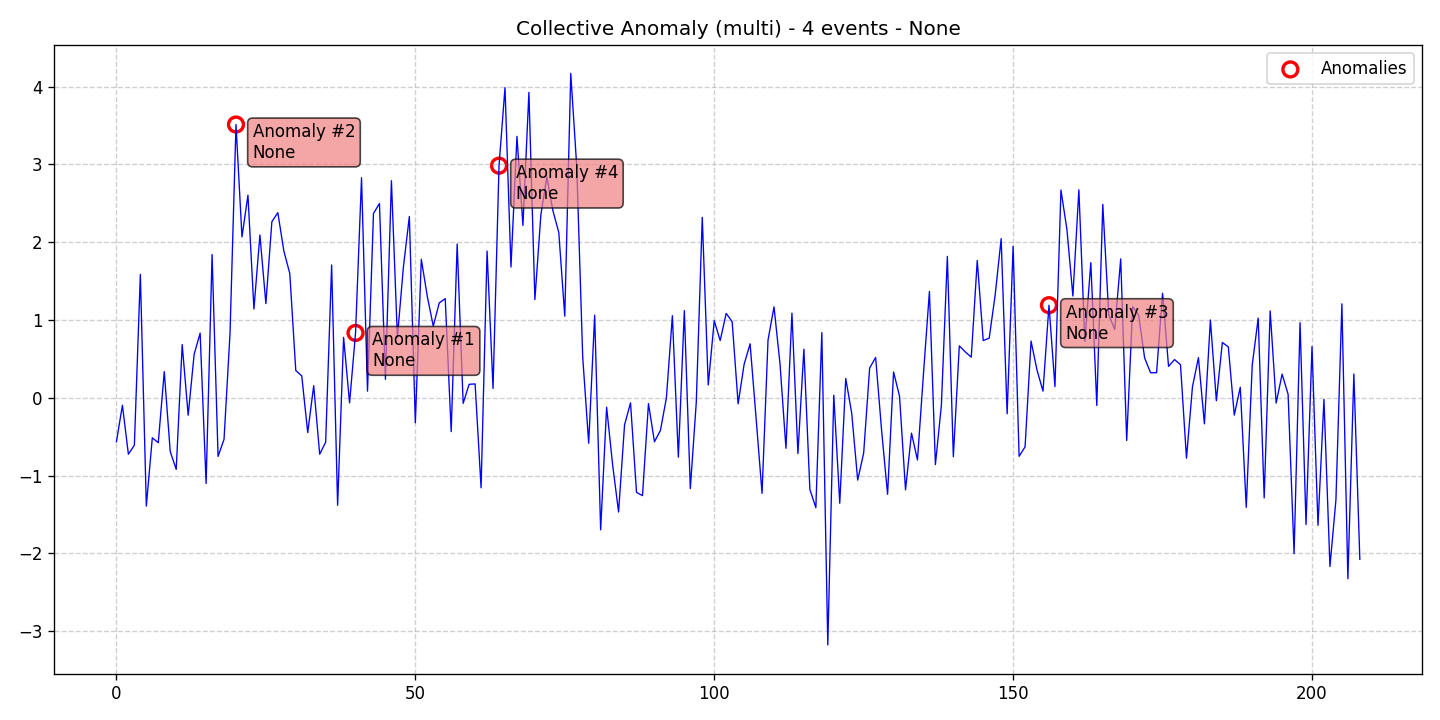 Collective Anomaly (multi) - 4 events - None
Anomalies
Anomaly #2
None
Anomaly #4
None
Anomaly #1
None
Anomaly #3
None
4
3
2
1
0
−1
−2
−3
0
50
100
150
200